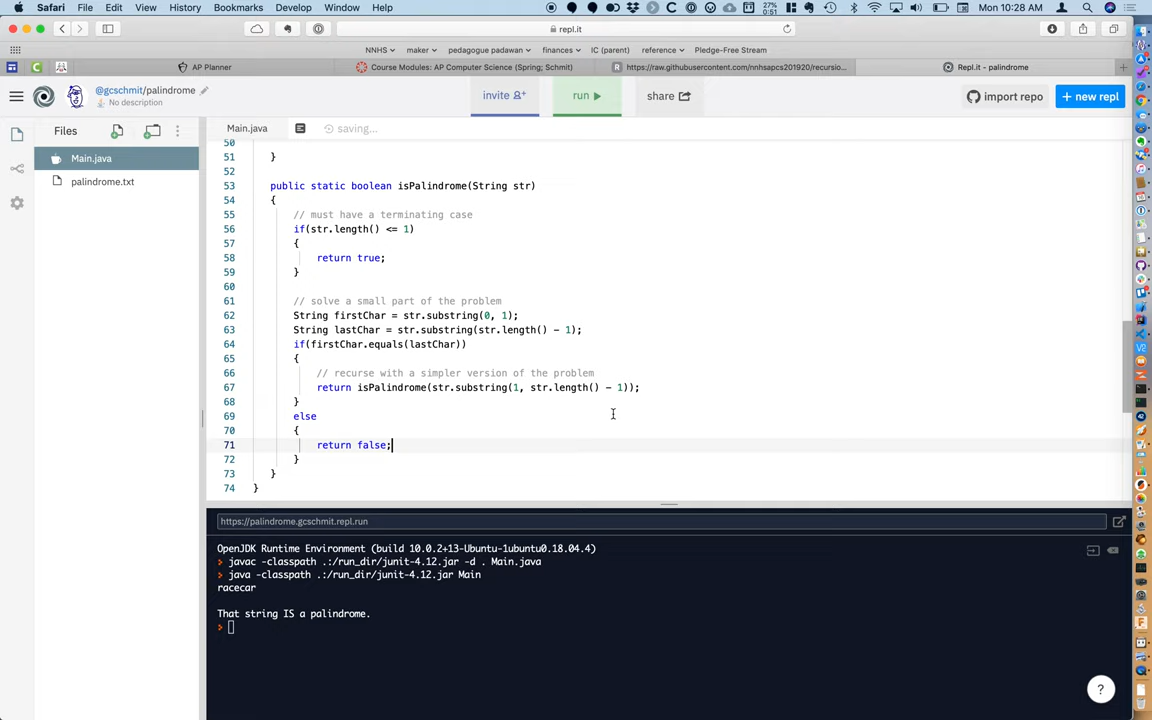 Safari File Edit View History Bookmarks Develop Window Help 27% 0:51 Mon 10:28 AM
repl.it
NNHS maker pedagogue padawan finances IC (parent) reference Pledge-Free Stream
AP Planner Course Modules: AP Computer Science (Spring; Schmit) https://raw.githubusercontent.com/nnhsapcs201920/recursio... Repl.it - palindrome
@gcschmit/palindrome
No description
invite run share import repo + new repl
Files
Main.java saving...
Main.java
palindrome.txt
50
51 }
52
53 public static boolean isPalindrome(String str)
54 {
55 // must have a terminating case
56 if(str.length() <= 1)
57 {
58 return true;
59 }
60
61 // solve a small part of the problem
62 String firstChar = str.substring(0, 1);
63 String lastChar = str.substring(str.length() - 1);
64 if(firstChar.equals(lastChar))
65 {
66 // recurse with a simpler version of the problem
67 return isPalindrome(str.substring(1, str.length() - 1));
68 }
69 else
70 {
71 return false;
72 }
73 }
74 }
https://palindrome.gcschmit.repl.run
OpenJDK Runtime Environment (build 10.0.2+13-Ubuntu-1ubuntu0.18.04.4)
> javac -classpath .:/run_dir/junit-4.12.jar -d . Main.java
> java -classpath .:/run_dir/junit-4.12.jar Main
racecar
That string IS a palindrome.
>
?